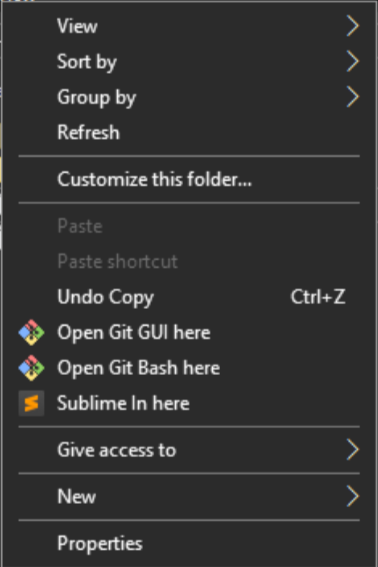 View
Sort by
Group by
Refresh
Customize this folder...
Paste
Paste shortcut
Undo Copy Ctrl+Z
Open Git GUI here
Open Git Bash here
Sublime In here
Give access to
New
Properties